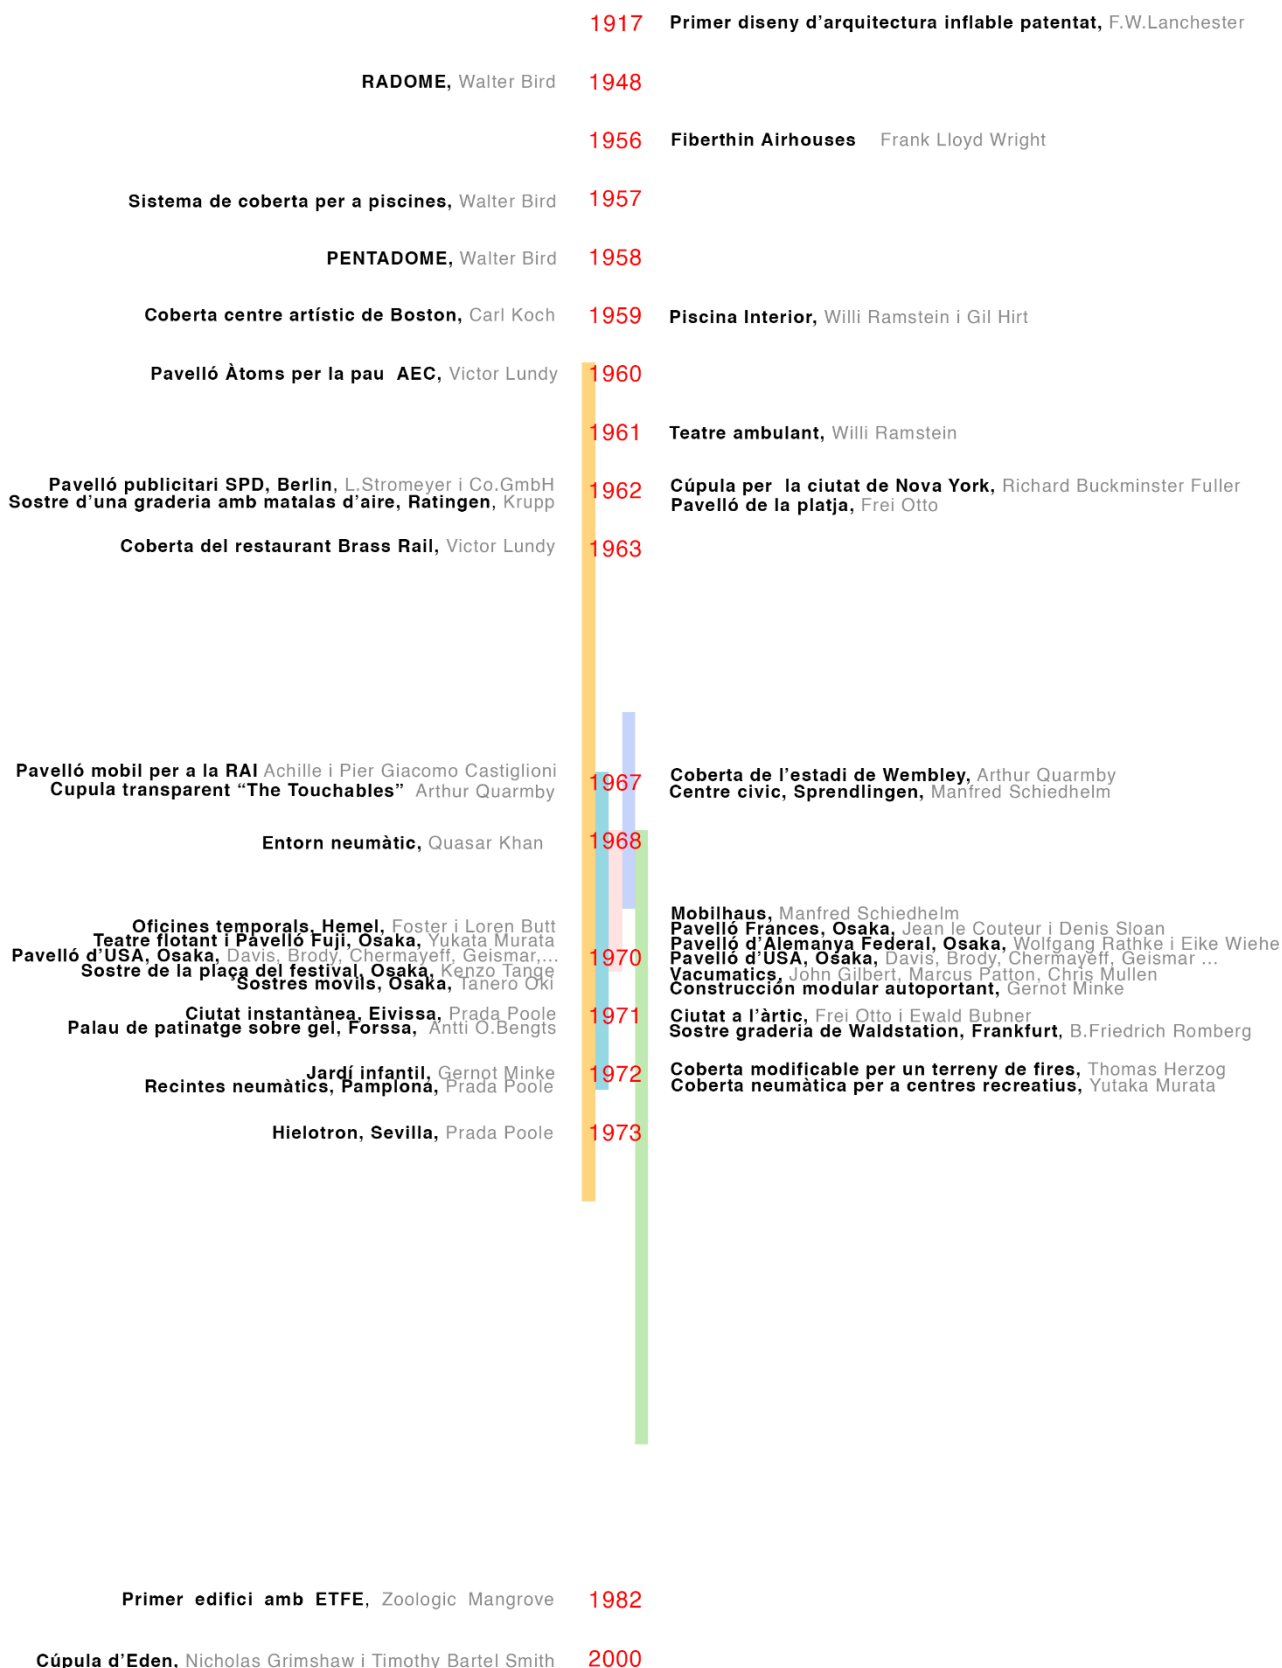 1917 Primer diseny d'arquitectura inflable patentat, F.W.Lanchester
RADOME, Walter Bird 1948
1956 Fiberthin Airhouses Frank Lloyd Wright
Sistema de coberta per a piscines, Walter Bird 1957
PENTADOME, Walter Bird 1958
Coberta centre artístic de Boston, Carl Koch 1959 Piscina Interior, Willi Ramstein i Gil Hirt
Pavelló Àtoms per la pau AEC, Victor Lundy 1960
1961 Teatre ambulant, Willi Ramstein
Pavelló publicitari SPD, Berlin, L.Stromeyer i Co.GmbH
Sostre d'una graderia amb matalas d'aire, Ratingen, Krupp
1962
Cúpula per la ciutat de Nova York, Richard Buckminster Fuller
Pavelló de la platja, Frei Otto
Coberta del restaurant Brass Rail, Victor Lundy 1963
Pavelló mobil per a la RAI Achille i Pier Giacomo Castiglioni
Cupula transparent “The Touchables” Arthur Quarmby
1967
Coberta de l'estadi de Wembley, Arthur Quarmby
Centre civic, Sprendlingen, Manfred Schiedhelm
Entorn neumàtic, Quasar Khan 1968
Oficines temporals, Hemel, Foster i Loren Butt
Teatre flotant i Pavelló Fuji, Osaka, Yukata Murata
Pavelló d'USA, Osaka, Davis, Brody, Chermayeff, Geismar,...
Sostre de la plaça del festival, Osaka, Kenzo Tange
Sostres movils, Osaka, Tanero Oki
1970
Mobilhaus, Manfred Schiedhelm
Pavelló Frances, Osaka, Jean le Couteur i Denis Sloan
Pavelló d'Alemanya Federal, Osaka, Wolfgang Rathke i Eike Wiehe
Pavelló d'USA, Osaka, Davis, Brody, Chermayeff, Geismar ...
Vacumatics, John Gilbert, Marcus Patton, Chris Mullen
Construcción modular autoportant, Gernot Minke
Ciutat instantànea, Eivissa, Prada Poole
Palau de patinatge sobre gel, Forssa, Antti O.Bengts
1971
Ciutat a l'àrtic, Frei Otto i Ewald Bubner
Sostre graderia de Waldstation, Frankfurt, B.Friedrich Romberg
Jardí infantil, Gernot Minke
Recintes neumàtics, Pamplona, Prada Poole
1972
Coberta modificable per un terreny de fires, Thomas Herzog
Coberta neumàtica per a centres recreatius, Yutaka Murata
Hielotron, Sevilla, Prada Poole 1973
Primer edifici amb ETFE, Zoologic Mangrove 1982
Cúpula d'Eden, Nicholas Grimshaw i Timothy Bartel Smith 2000